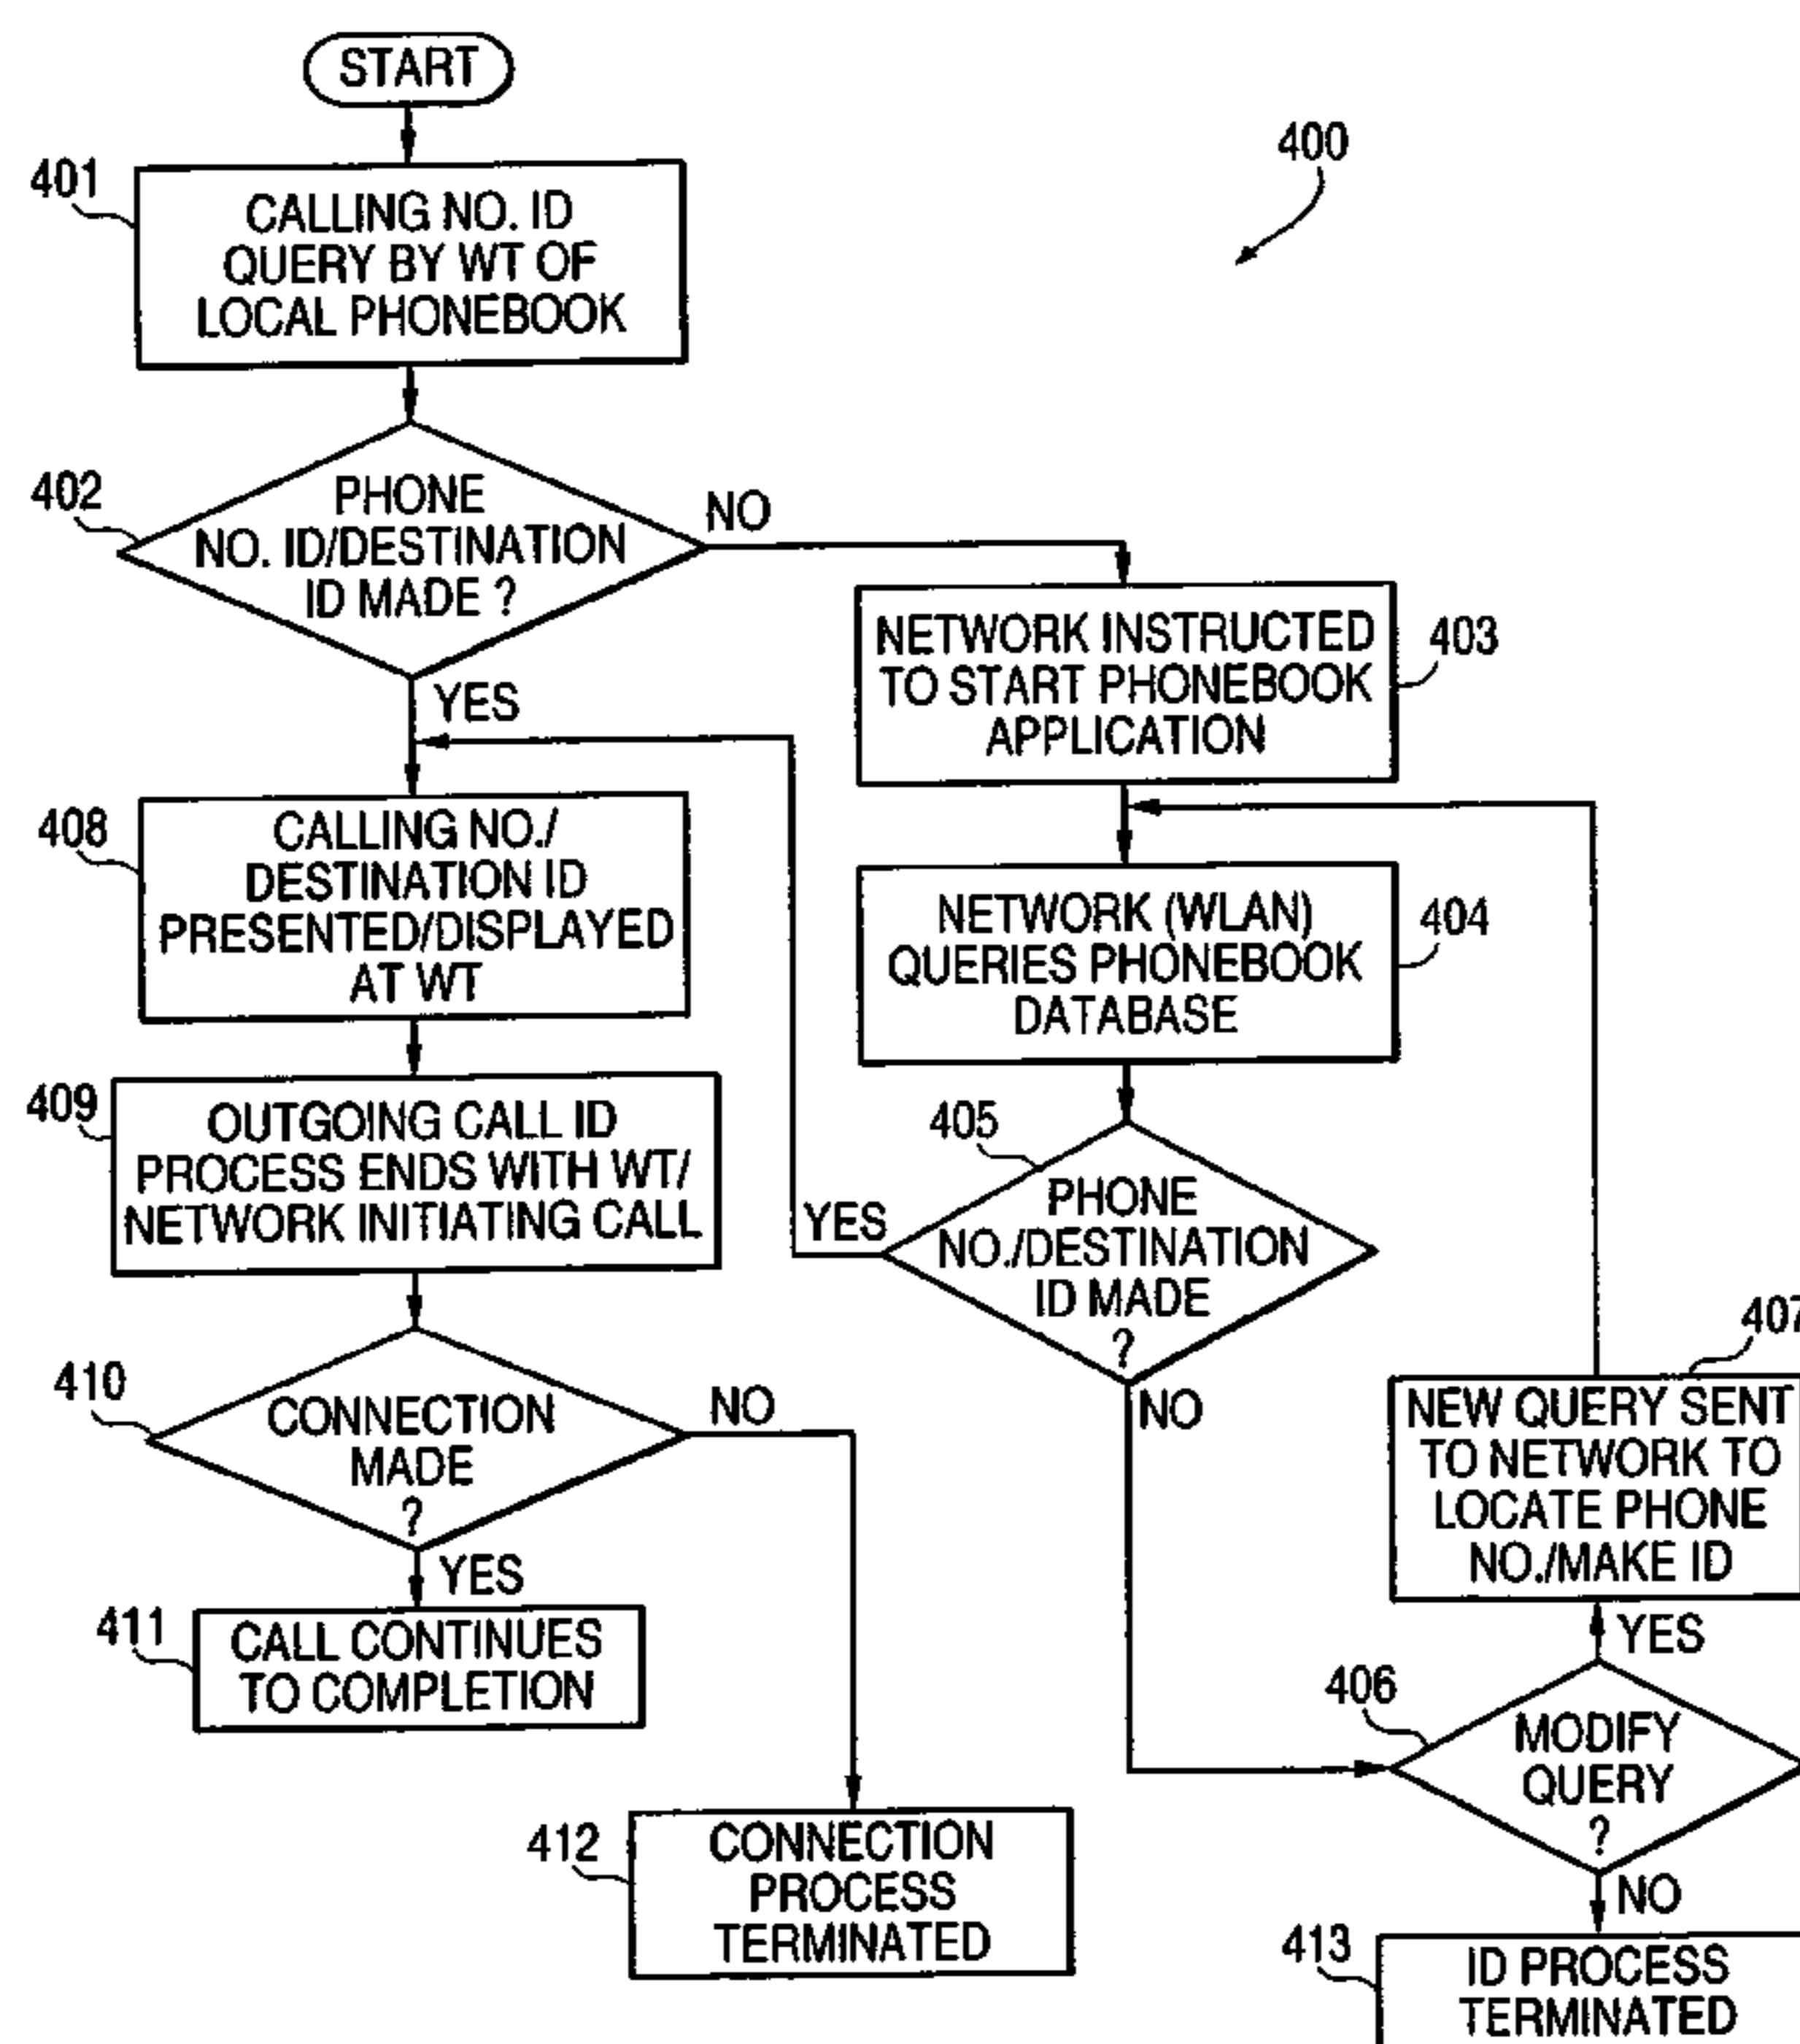 START
400
401
CALLING NO. ID
QUERY BY WT OF
LOCAL PHONEBOOK
402
PHONE
NO. ID/DESTINATION
ID MADE ?
NO
YES
NETWORK INSTRUCTED
TO START PHONEBOOK
APPLICATION
403
NETWORK (WLAN)
QUERIES PHONEBOOK
DATABASE
404
405
PHONE
NO./DESTINATION
ID MADE
?
YES
NO
408
CALLING NO./
DESTINATION ID
PRESENTED/DISPLAYED
AT WT
409
OUTGOING CALL ID
PROCESS ENDS WITH WT/
NETWORK INITIATING CALL
410
CONNECTION
MADE
?
NO
YES
411
CALL CONTINUES
TO COMPLETION
412
CONNECTION
PROCESS
TERMINATED
407
NEW QUERY SENT
TO NETWORK TO
LOCATE PHONE
NO./MAKE ID
YES
406
MODIFY
QUERY
?
NO
413
ID PROCESS
TERMINATED